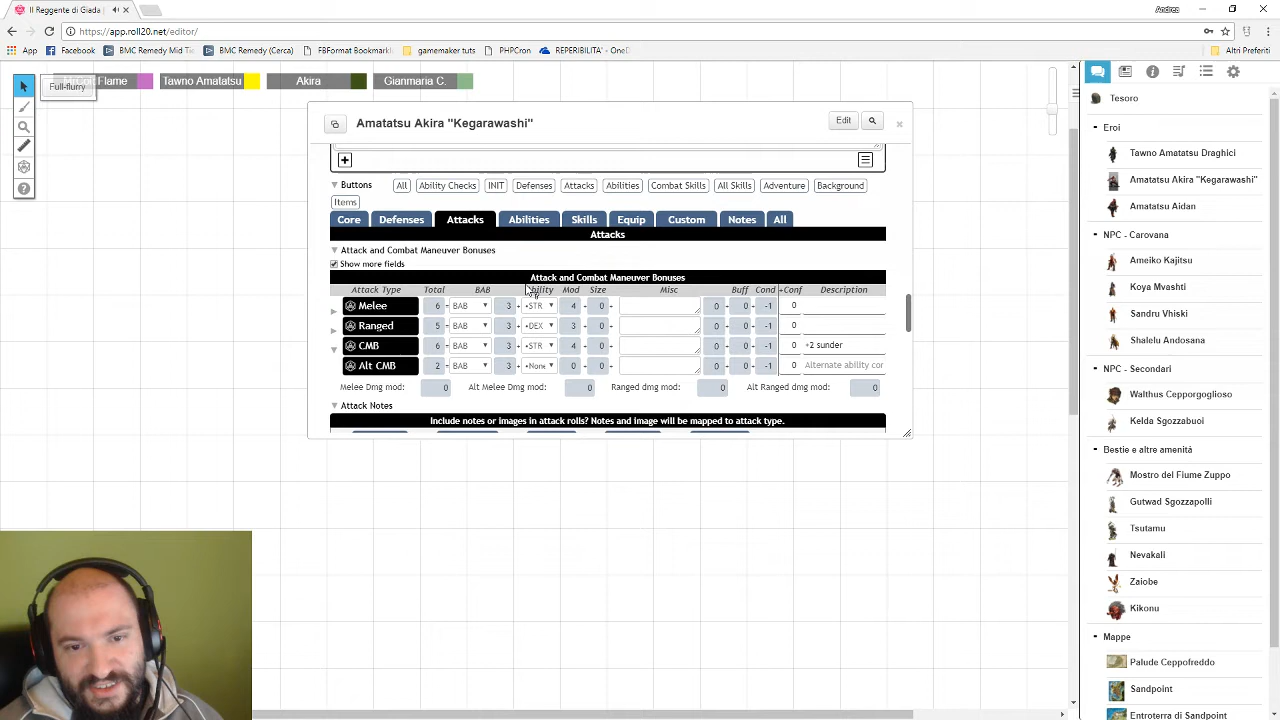 Andrea
Il Reggente di Giada |
https://app.roll20.net/editor/
App Facebook BMC Remedy Mid Tie BMC Remedy (Cerca) FBFormat Bookmarkl gamemaker tuts PHPCron REPERIBILITA' - OneD Altri Preferiti
Flame Tawno Amatatsu Akira Gianmaria C.
Full-flurry
Amatatsu Akira "Kegarawashi" Edit
Buttons All Ability Checks INIT Defenses Attacks Abilities Combat Skills All Skills Adventure Background
Items
Core Defenses Attacks Abilities Skills Equip Custom Notes All
Attacks
Attack and Combat Maneuver Bonuses
Show more fields
Attack and Combat Maneuver Bonuses
Attack Type Total BAB Ability Mod Size Misc Buff Cond +Conf Description
Melee 6 = BAB 3 + •STR 4 + 0 + 0 + 0 + -1 0
Ranged 5 = BAB 3 + •DEX 3 + 0 + 0 + 0 + -1 0
CMB 6 = BAB 3 + •STR 4 + 0 + 0 + 0 + -1 0 +2 sunder
Alt CMB 2 = BAB 3 + •None 0 + 0 + 0 + 0 + -1 0 Alternate ability cor
Melee Dmg mod: 0 Alt Melee Dmg mod: 0 Ranged dmg mod: 0 Alt Ranged dmg mod: 0
Attack Notes
Include notes or images in attack rolls? Notes and image will be mapped to attack type.
Tesoro
Eroi
Tawno Amatatsu Draghici
Amatatsu Akira "Kegarawashi"
Amatatsu Aidan
NPC - Carovana
Ameiko Kajitsu
Koya Mvashti
Sandru Vhiski
Shalelu Andosana
NPC - Secondari
Walthus Cepporgoglioso
Kelda Sgozzabuoi
Bestie e altre amenità
Mostro del Fiume Zuppo
Gutwad Sgozzapolli
Tsutamu
Nevakali
Zaiobe
Kikonu
Mappe
Palude Ceppofreddo
Sandpoint
Entroterra di Sandpoint